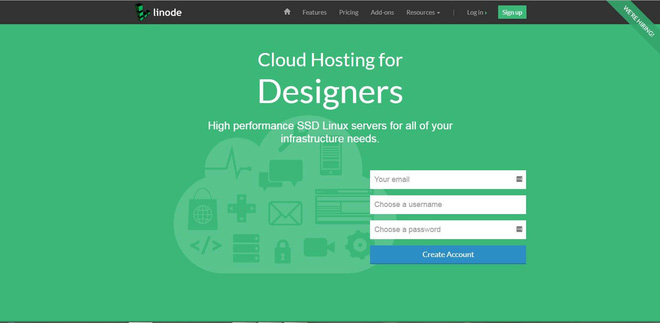 linode
Features Pricing Add-ons Resources | Log in › Sign up
WE'RE HIRING!
Cloud Hosting for
Designers
High performance SSD Linux servers for all of your
infrastructure needs.
Your email
Choose a username
Choose a password
Create Account